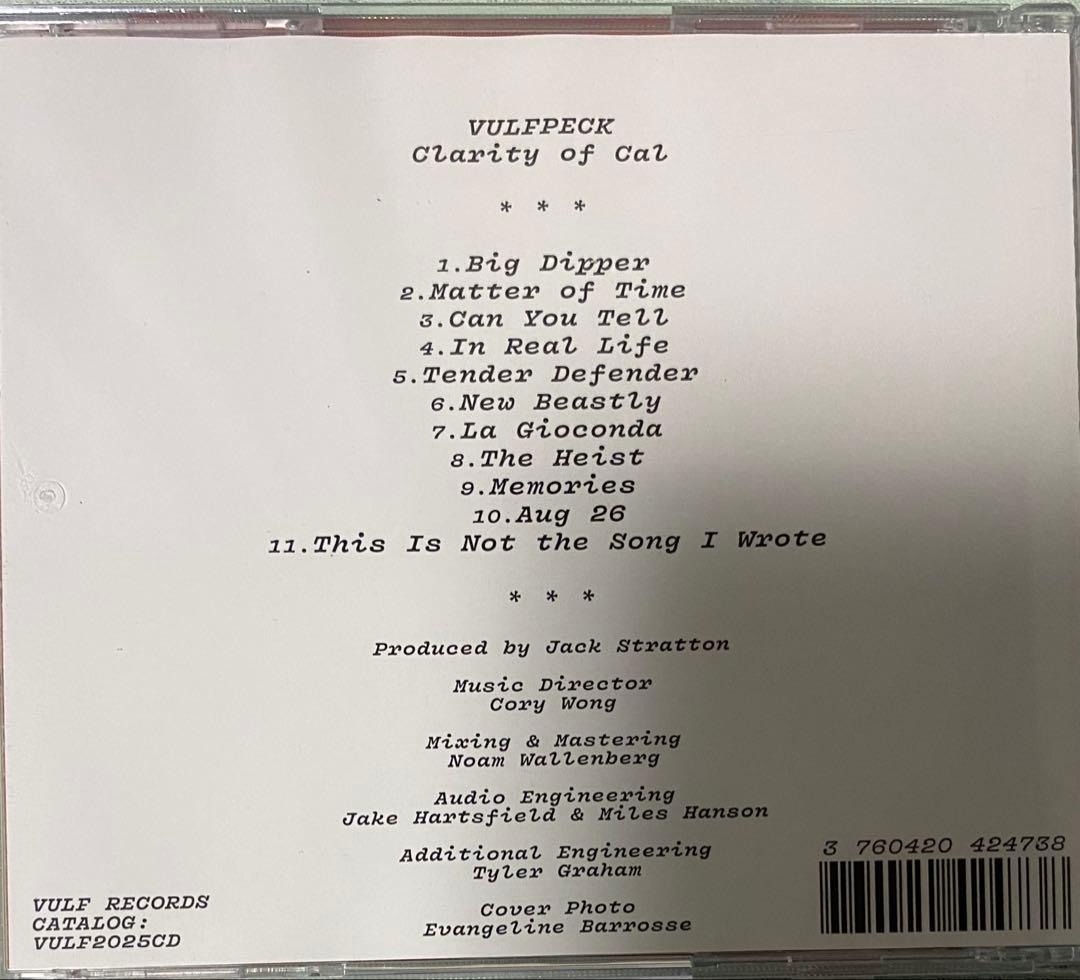 VULFPECK
Clarity of Cal
* * *
1.Big Dipper
2.Matter of Time
3.Can You Tell
4.In Real Life
5.Tender Defender
6.New Beastly
7.La Gioconda
8.The Heist
9.Memories
10.Aug 26
11.This Is Not the Song I Wrote
* * *
Produced by Jack Stratton
Music Director
Cory Wong
Mixing & Mastering
Noam Wallenberg
Audio Engineering
Jake Hartsfield & Miles Hanson
Additional Engineering
Tyler Graham
Cover Photo
Evangeline Barrosse
VULF RECORDS
CATALOG:
VULF2025CD
3 760420 424738